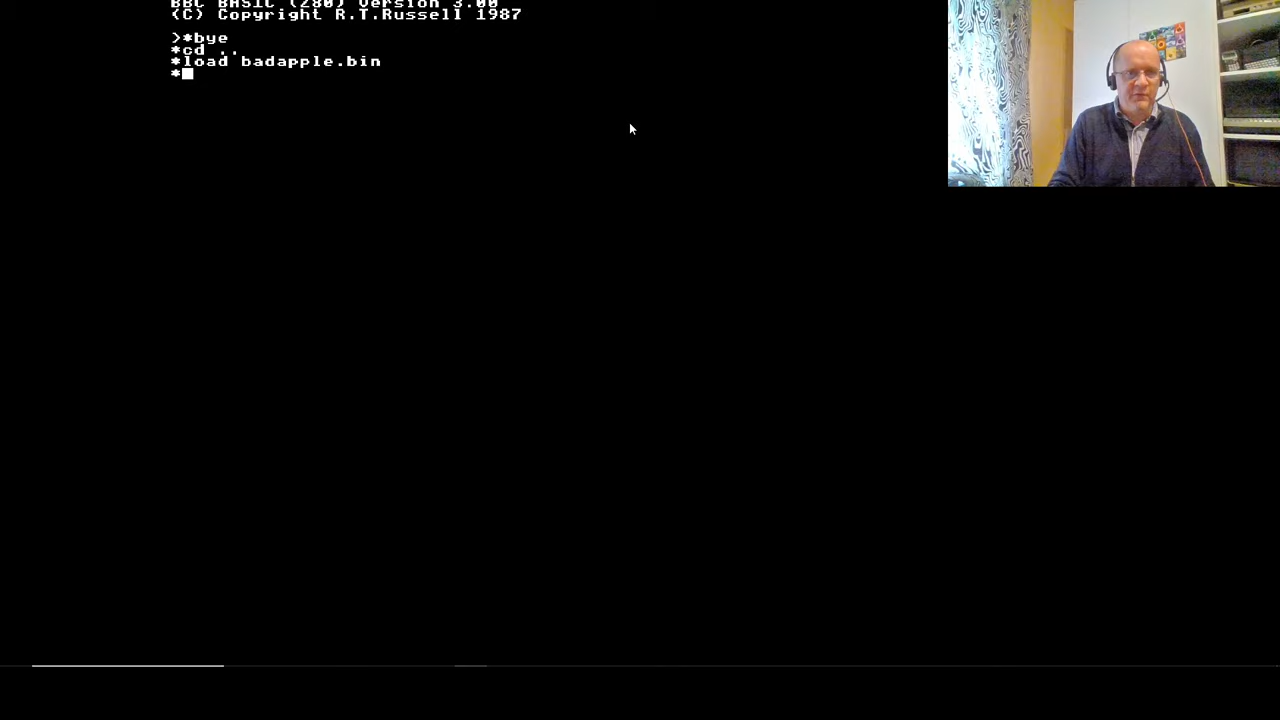 BBC BASIC (Z80) Version 3.00
(C) Copyright R.T.Russell 1987
>*bye
*cd ..
*load badapple.bin
*